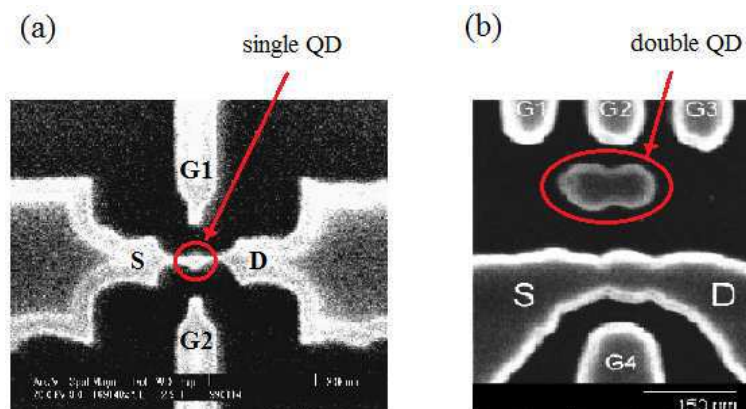 (a)
single QD
G1
S
D
G2
(b)
double QD
G1 G2 G3
S
D
G4
150 nm